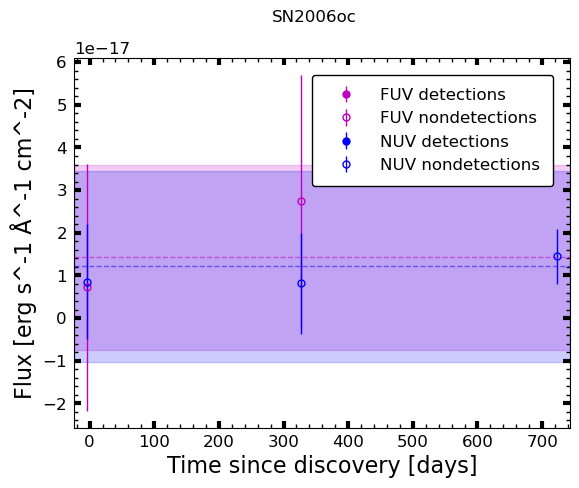 SN2006oc
1e−17
6
5
4
3
2
1
0
−1
−2
Flux [erg s^-1 Å^-1 cm^-2]
FUV detections
FUV nondetections
NUV detections
NUV nondetections
0 100 200 300 400 500 600 700
Time since discovery [days]